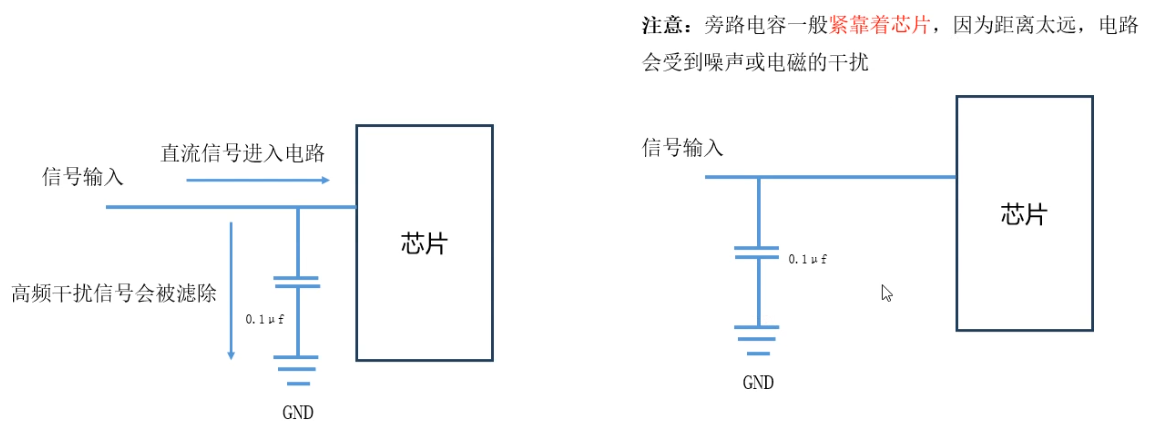 注意：旁路电容一般紧靠着芯片，因为距离太远，电路
会受到噪声或电磁的干扰
直流信号进入电路
信号输入
芯片
高频干扰信号会被滤除
0.1μf
GND
信号输入
芯片
0.1μf
GND